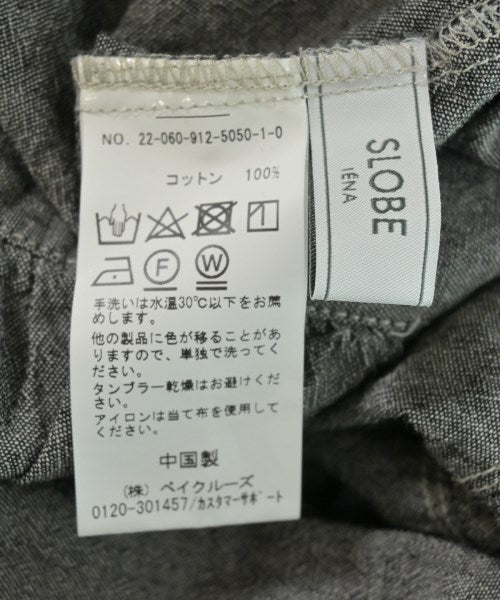 NO. 22-060-912-5050-1-0
コットン 100%
F W
手洗いは水温30℃以下をお薦
めします。
他の製品に色が移ることがあ
りますので、単独で洗ってく
ださい。
タンブラー乾燥はお避けくだ
さい。
アイロンは当て布を使用して
ください。
中国製
(株) ベイクルーズ
0120-301457/カスタマーサポート
SLOBE
IÉNA